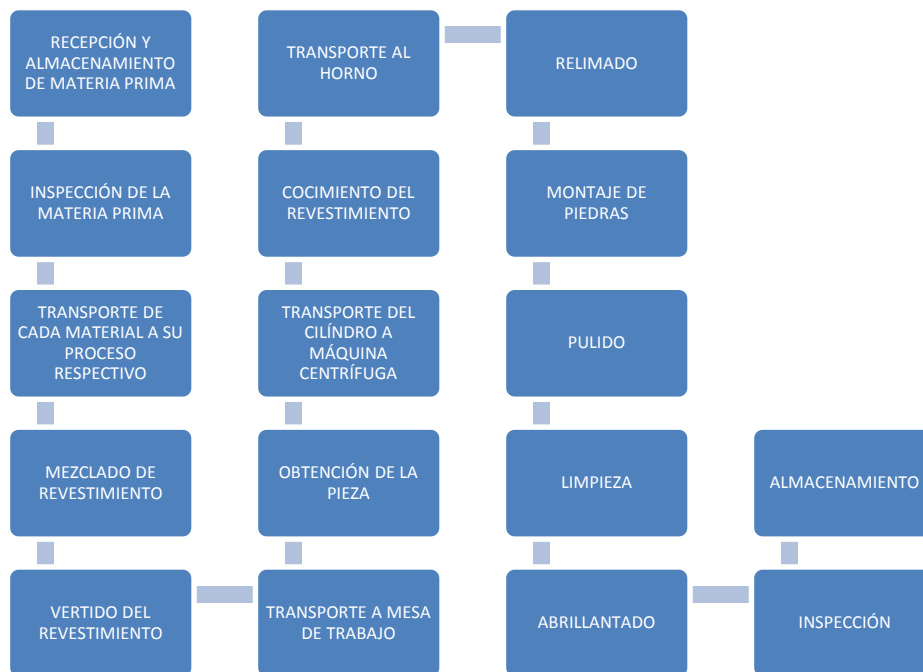 RECEPCIÓN Y
ALMACENAMIENTO
DE MATERIA PRIMA
INSPECCIÓN DE LA
MATERIA PRIMA
TRANSPORTE DE
CADA MATERIAL A SU
PROCESO
RESPECTIVO
MEZCLADO DE
REVESTIMIENTO
VERTIDO DEL
REVESTIMIENTO
TRANSPORTE A MESA
DE TRABAJO
OBTENCIÓN DE LA
PIEZA
TRANSPORTE DEL
CILÍNDRO A
MÁQUINA
CENTRÍFUGA
COCIMIENTO DEL
REVESTIMIENTO
TRANSPORTE AL
HORNO
RELIMADO
MONTAJE DE
PIEDRAS
PULIDO
LIMPIEZA
ABRILLANTADO
INSPECCIÓN
ALMACENAMIENTO